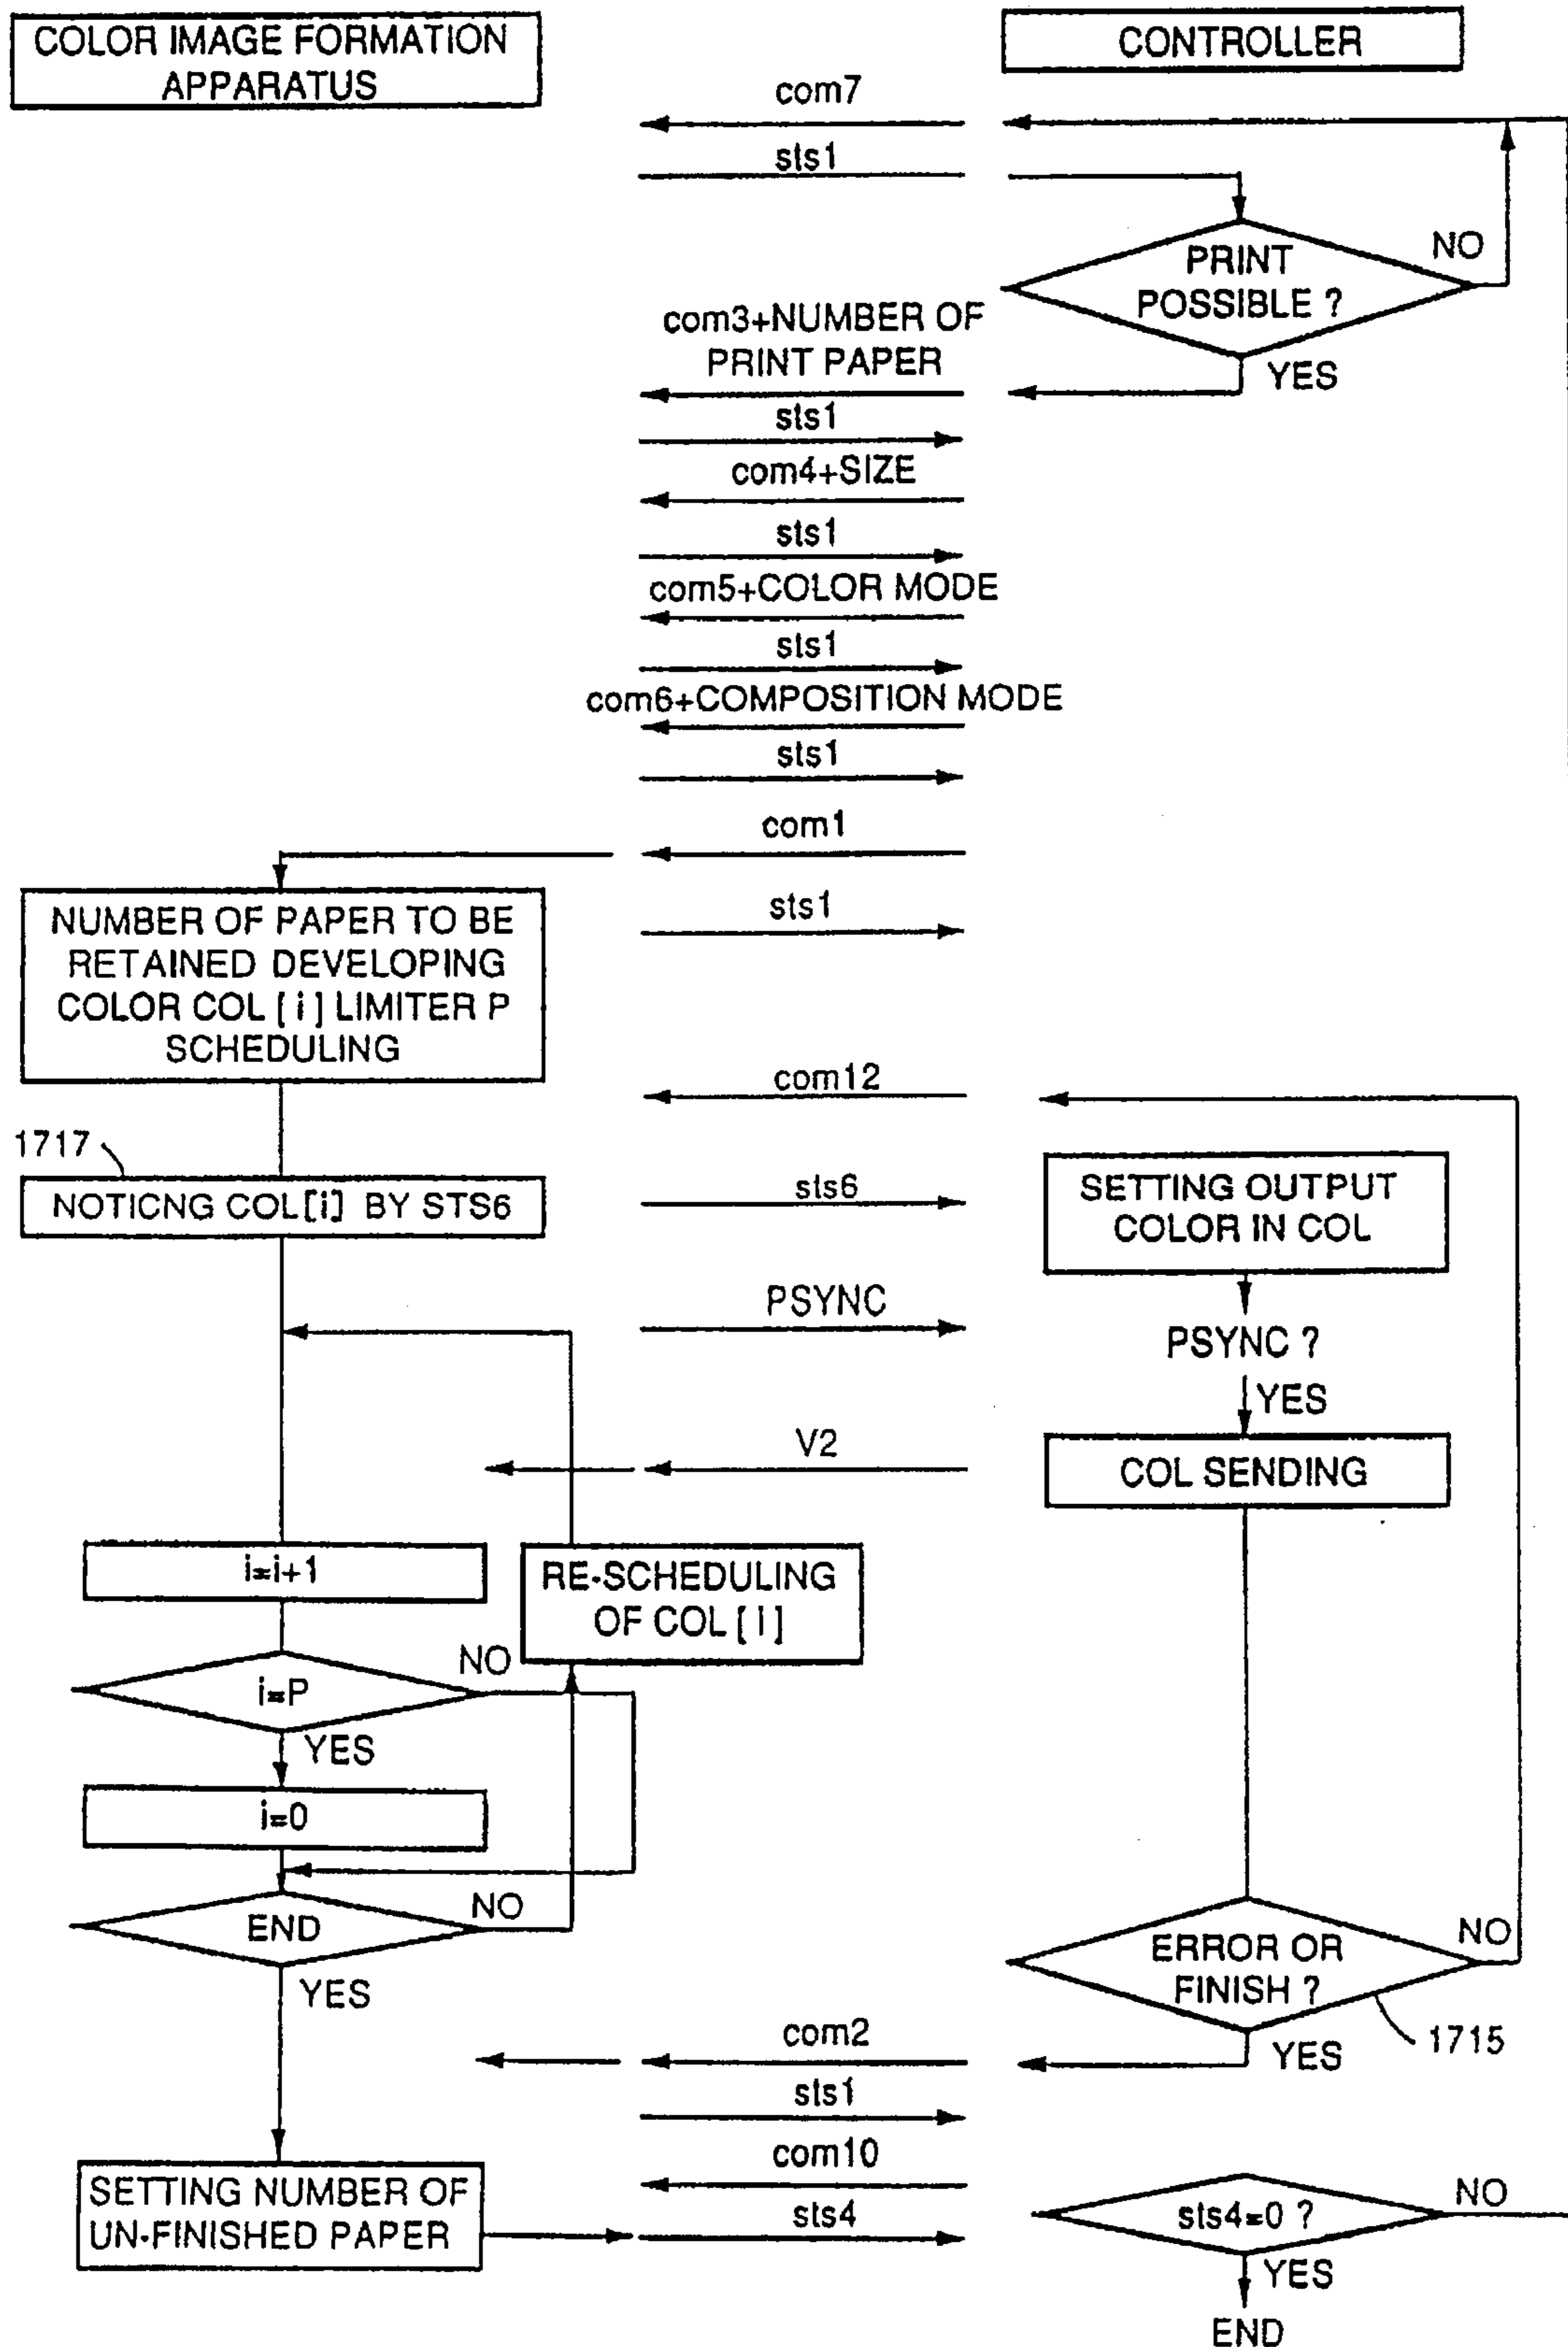 COLOR IMAGE FORMATION
APPARATUS
CONTROLLER
com7
sts1
PRINT
POSSIBLE ?
NO
YES
com3+NUMBER OF
PRINT PAPER
sts1
com4+SIZE
sts1
com5+COLOR MODE
sts1
com6+COMPOSITION MODE
sts1
com1
NUMBER OF PAPER TO BE
RETAINED DEVELOPING
COLOR COL [ i ] LIMITER P
SCHEDULING
sts1
com12
1717
NOTICNG COL[i] BY STS6
sts6
SETTING OUTPUT
COLOR IN COL
PSYNC
PSYNC ?
YES
V2
COL SENDING
i=i+1
RE-SCHEDULING
OF COL [ I ]
i=P
NO
YES
i=0
END
NO
YES
ERROR OR
FINISH ?
NO
1715
YES
com2
sts1
com10
SETTING NUMBER OF
UN-FINISHED PAPER
sts4
sts4=0 ?
NO
YES
END